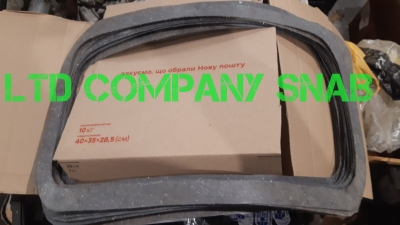 дякуємо, що обрали Нову пошту
LTD COMPANY SNAB
10 кг
40×35×28,5 (см)